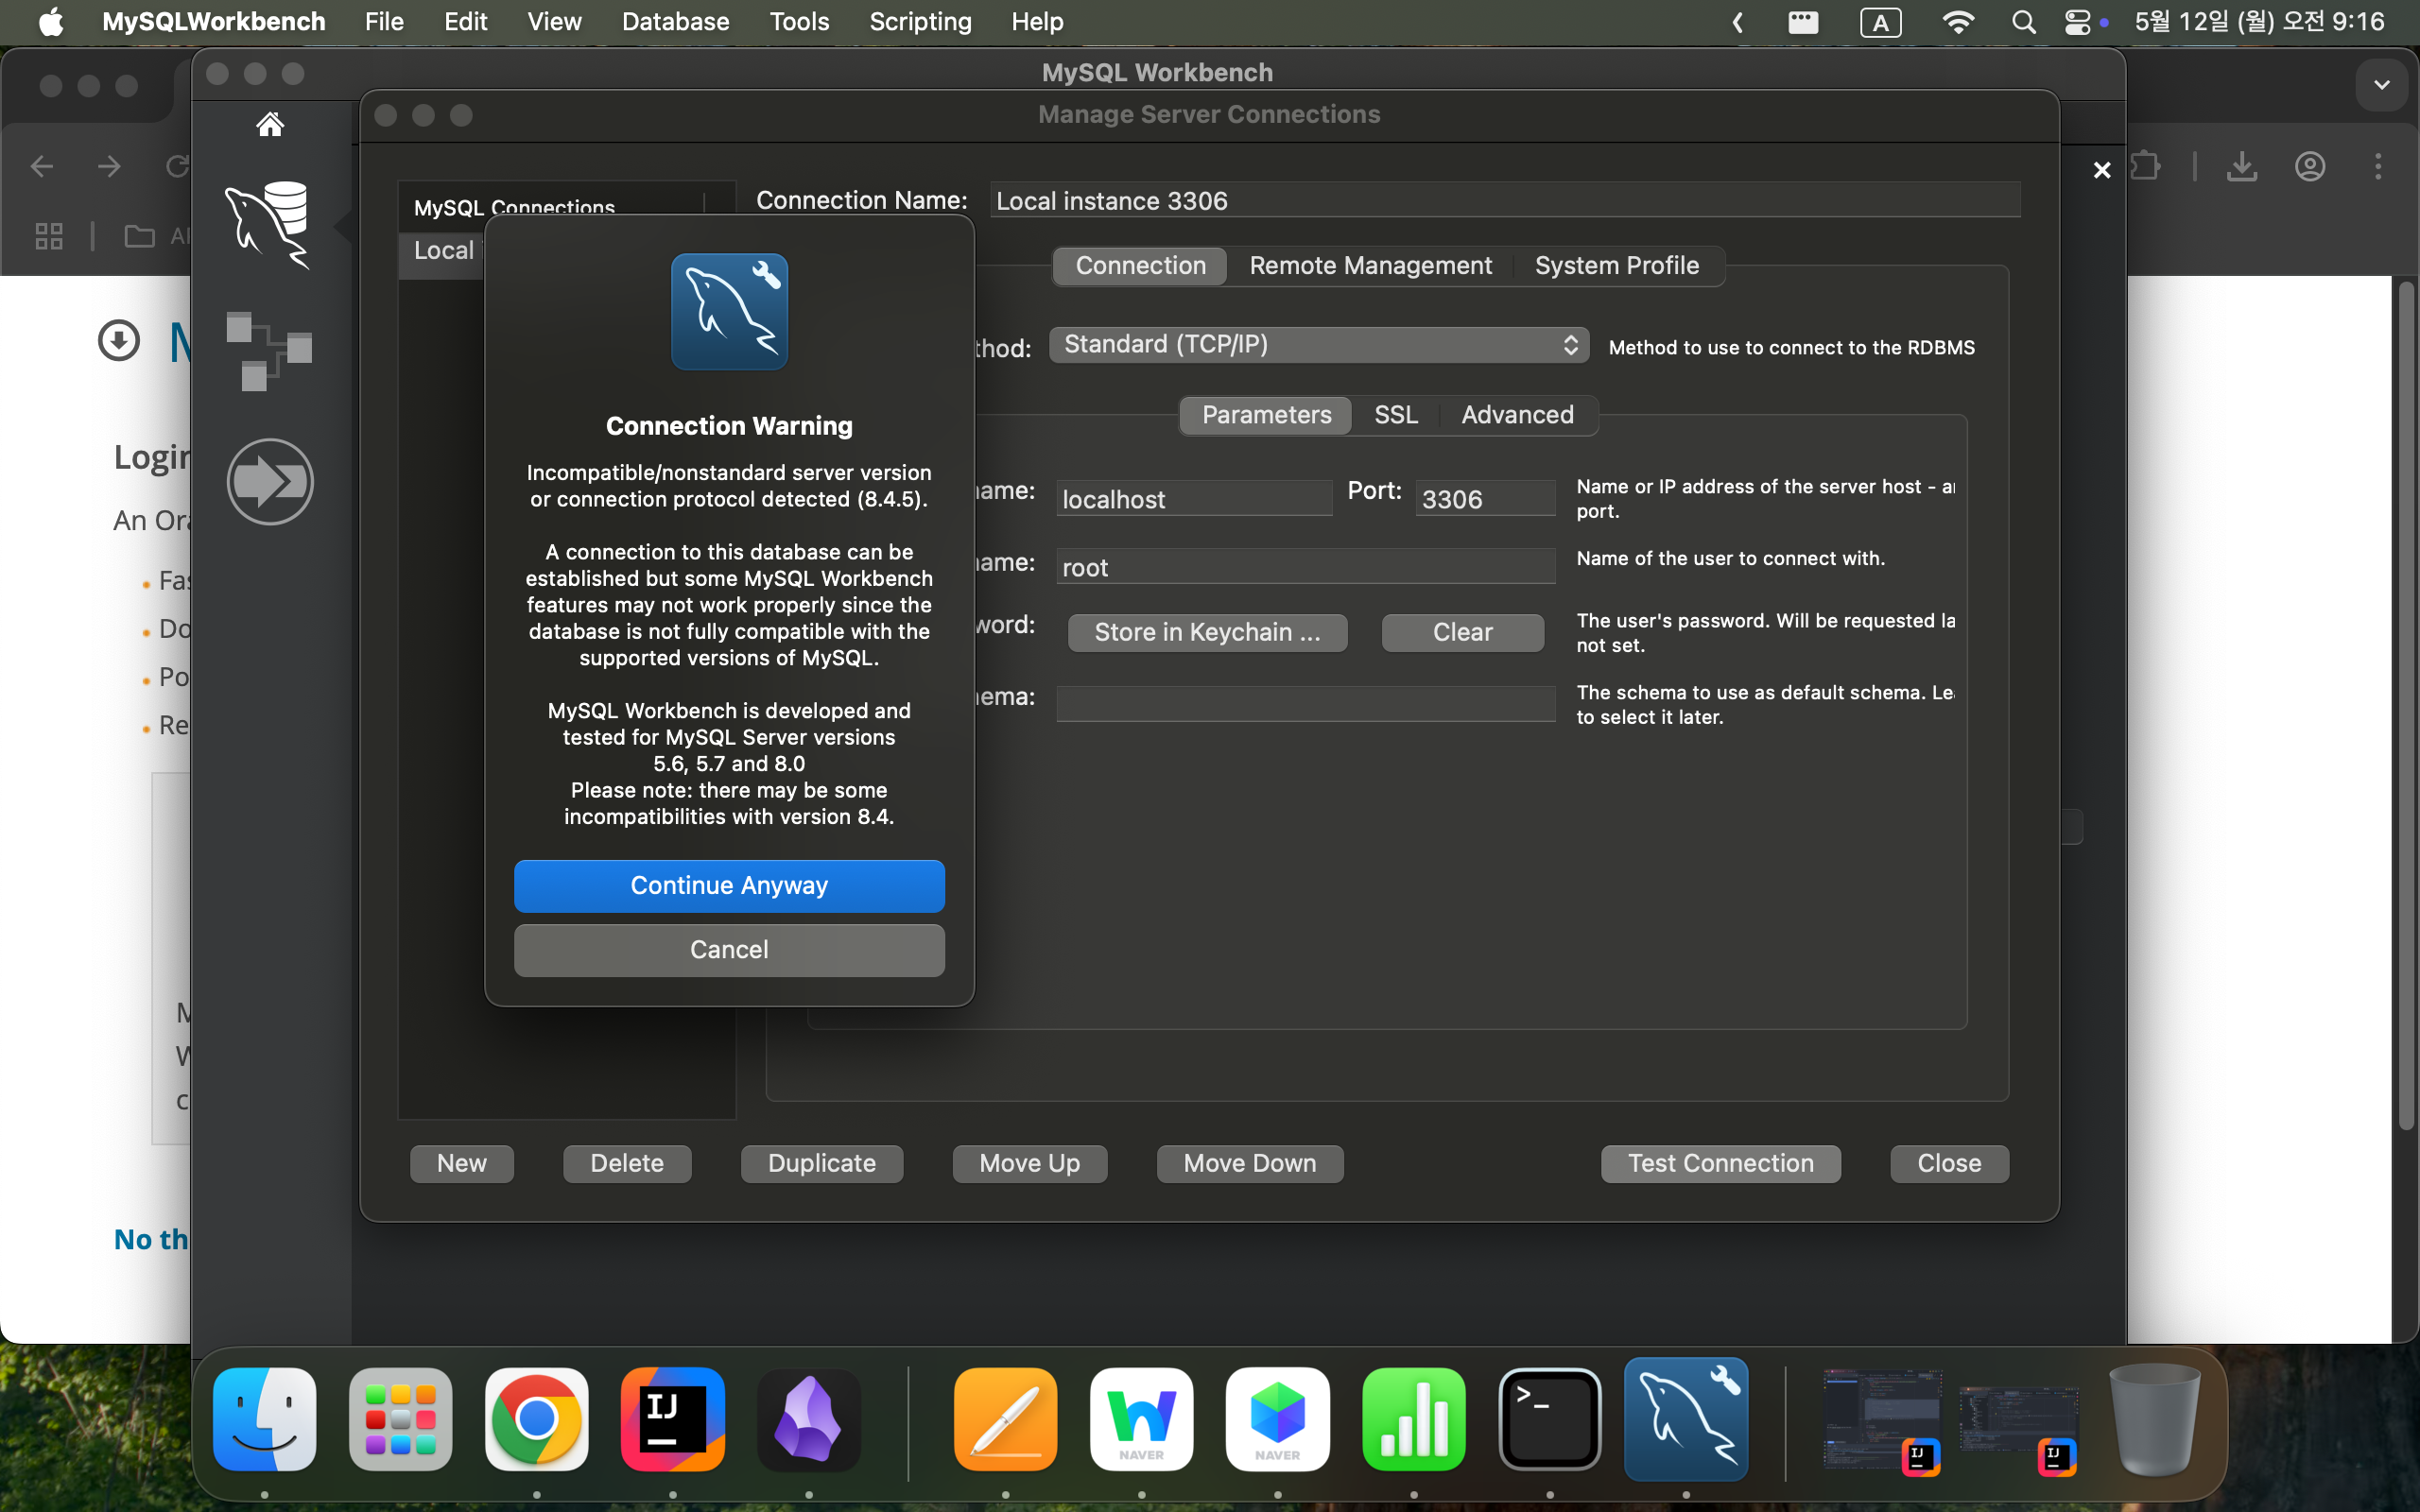 MySQLWorkbench File Edit View Database Tools Scripting Help
A
5월 12일 (월) 오전 9:16
MySQL Workbench
Manage Server Connections
MySQL Connections
Local
Connection Name: Local instance 3306
Connection Remote Management System Profile
thod: Standard (TCP/IP) Method to use to connect to the RDBMS
Parameters SSL Advanced
ame: localhost Port: 3306 Name or IP address of the server host - a
port.
ame: root Name of the user to connect with.
word: Store in Keychain ... Clear The user's password. Will be requested la
not set.
ema: The schema to use as default schema. Le
to select it later.
Connection Warning
Incompatible/nonstandard server version
or connection protocol detected (8.4.5).
A connection to this database can be
established but some MySQL Workbench
features may not work properly since the
database is not fully compatible with the
supported versions of MySQL.
MySQL Workbench is developed and
tested for MySQL Server versions
5.6, 5.7 and 8.0
Please note: there may be some
incompatibilities with version 8.4.
Continue Anyway
Cancel
New Delete Duplicate Move Up Move Down Test Connection Close
Al
M
Login
An Ora
Fas
Do
Po
Re
M
W
c
No th
IJ
NAVER
NAVER
>_
IJ
IJ